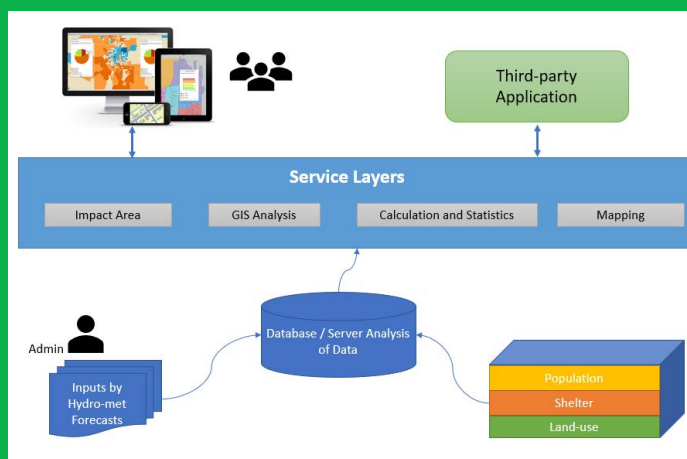 Third-party
Application
Service Layers
Impact Area
GIS Analysis
Calculation and Statistics
Mapping
Database / Server Analysis
of Data
Admin
Inputs by
Hydro-met
Forecasts
Population
Shelter
Land-use